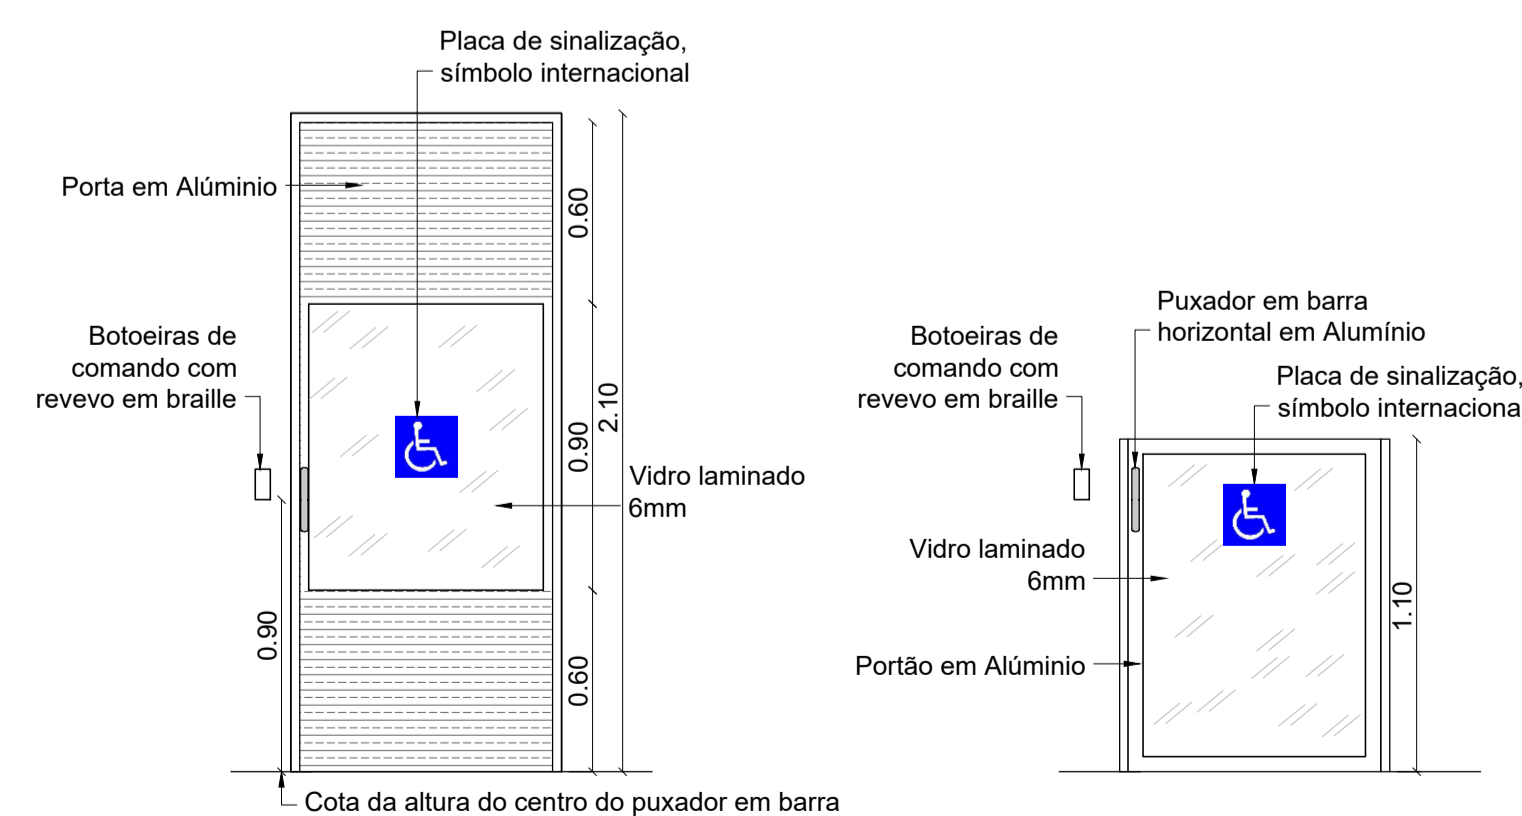 Placa de sinalização,
símbolo internacional
Porta em Alúminio
0.60
Botoeiras de
comando com
revevo em braille
2.10
0.90
Vidro laminado
6mm
0.90
0.60
Cota da altura do centro do puxador em barra
Puxador em barra
horizontal em Alumínio
Botoeiras de
comando com
revevo em braille
Placa de sinalização,
símbolo internaciona
Vidro laminado
6mm
1.10
Portão em Alúminio